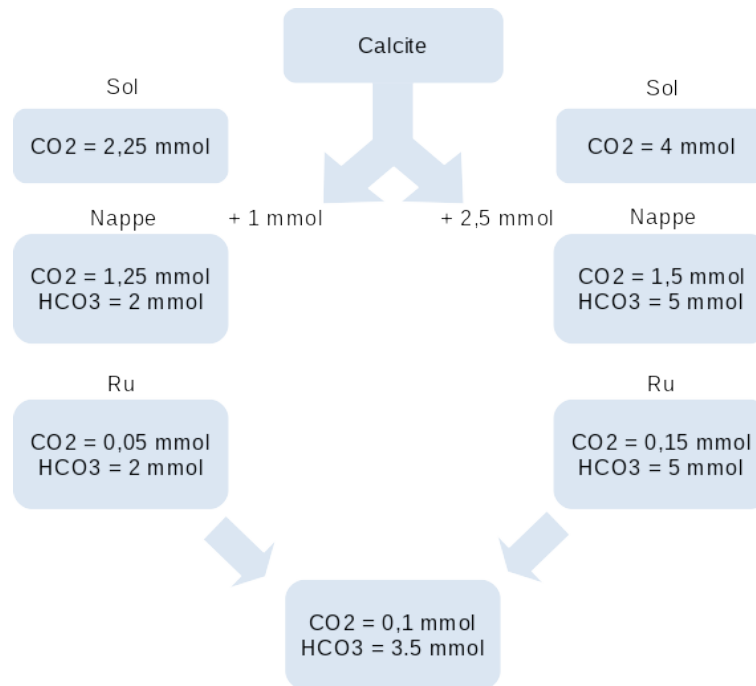 Calcite
Sol
Sol
CO2 = 2,25 mmol
CO2 = 4 mmol
Nappe
+ 1 mmol
+ 2,5 mmol
Nappe
CO2 = 1,25 mmol
HCO3 = 2 mmol
CO2 = 1,5 mmol
HCO3 = 5 mmol
Ru
Ru
CO2 = 0,05 mmol
HCO3 = 2 mmol
CO2 = 0,15 mmol
HCO3 = 5 mmol
CO2 = 0,1 mmol
HCO3 = 3.5 mmol